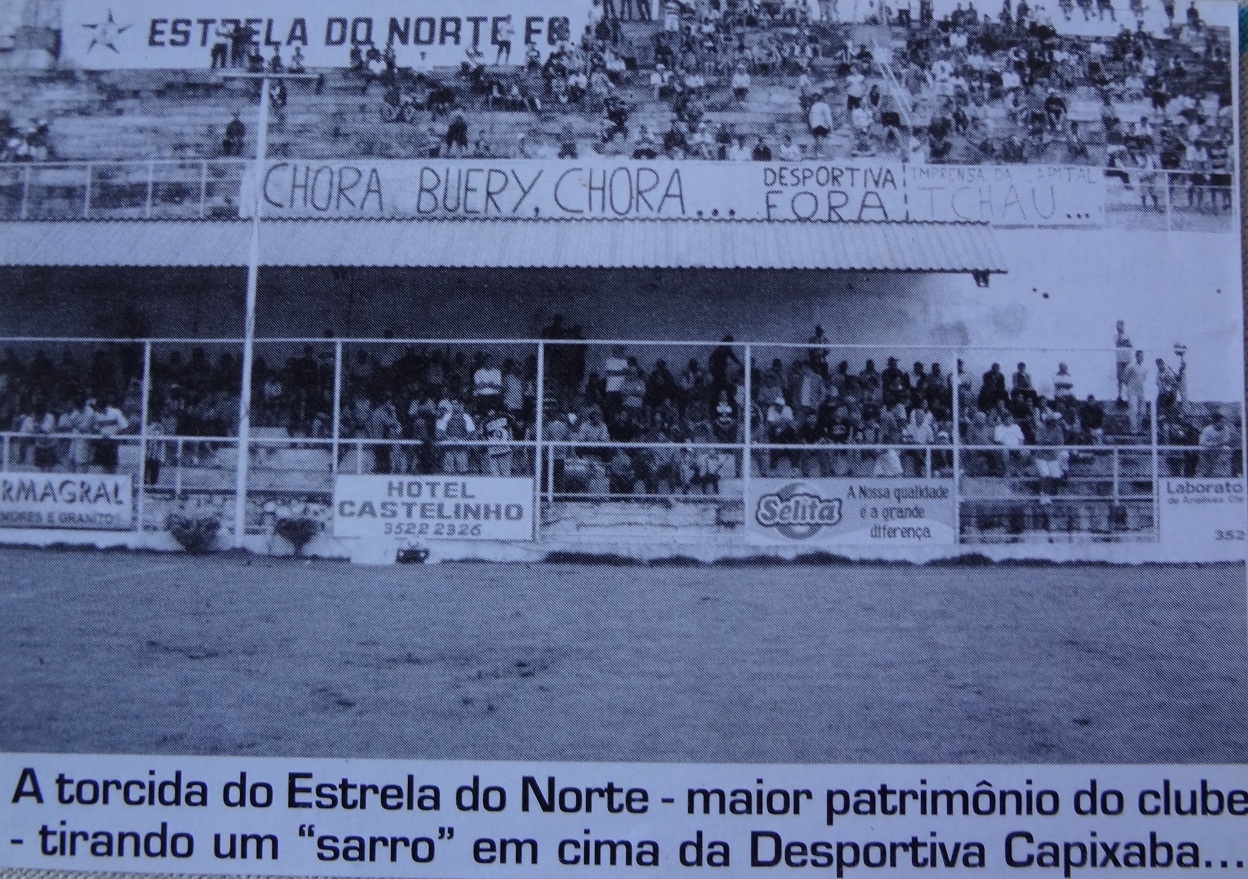 ESTRELA DO NORTE FC
CHORA BUERY, CHORA...
DESPORTIVA
FORA!
IMPRENSA DA CAPITAL
TCHAU...
RMAGRAL
HOTEL
CASTELINHO
3522 2326
Selita
A Nossa qualidade
é a grande
diferença.
Laborato
352
A torcida do Estrela do Norte - maior patrimônio do clube
- tirando um “sarro” em cima da Desportiva Capixaba...